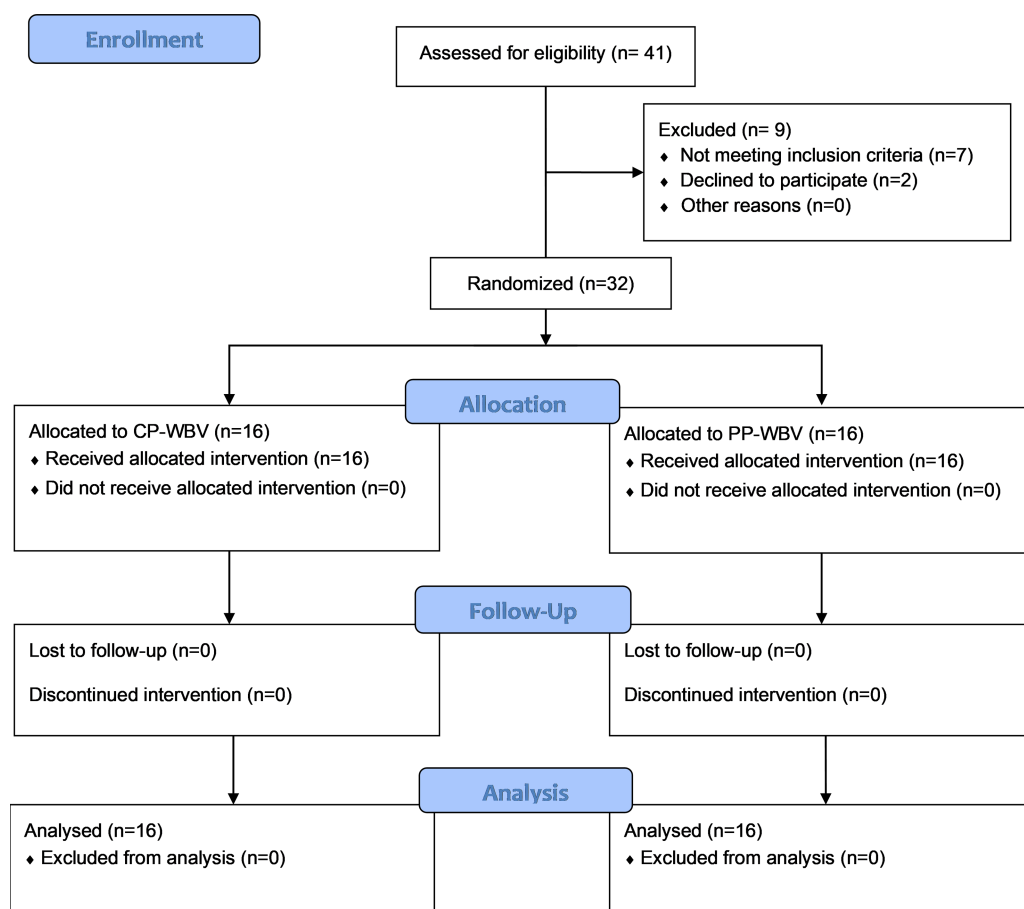 Enrollment
Assessed for eligibility (n= 41)
Excluded (n= 9)
♦ Not meeting inclusion criteria (n=7)
♦ Declined to participate (n=2)
♦ Other reasons (n=0)
Randomized (n=32)
Allocation
Allocated to CP-WBV (n=16)
♦ Received allocated intervention (n=16)
♦ Did not receive allocated intervention (n=0)
Allocated to PP-WBV (n=16)
♦ Received allocated intervention (n=16)
♦ Did not receive allocated intervention (n=0)
Follow-Up
Lost to follow-up (n=0)
Discontinued intervention (n=0)
Lost to follow-up (n=0)
Discontinued intervention (n=0)
Analysis
Analysed (n=16)
♦ Excluded from analysis (n=0)
Analysed (n=16)
♦ Excluded from analysis (n=0)